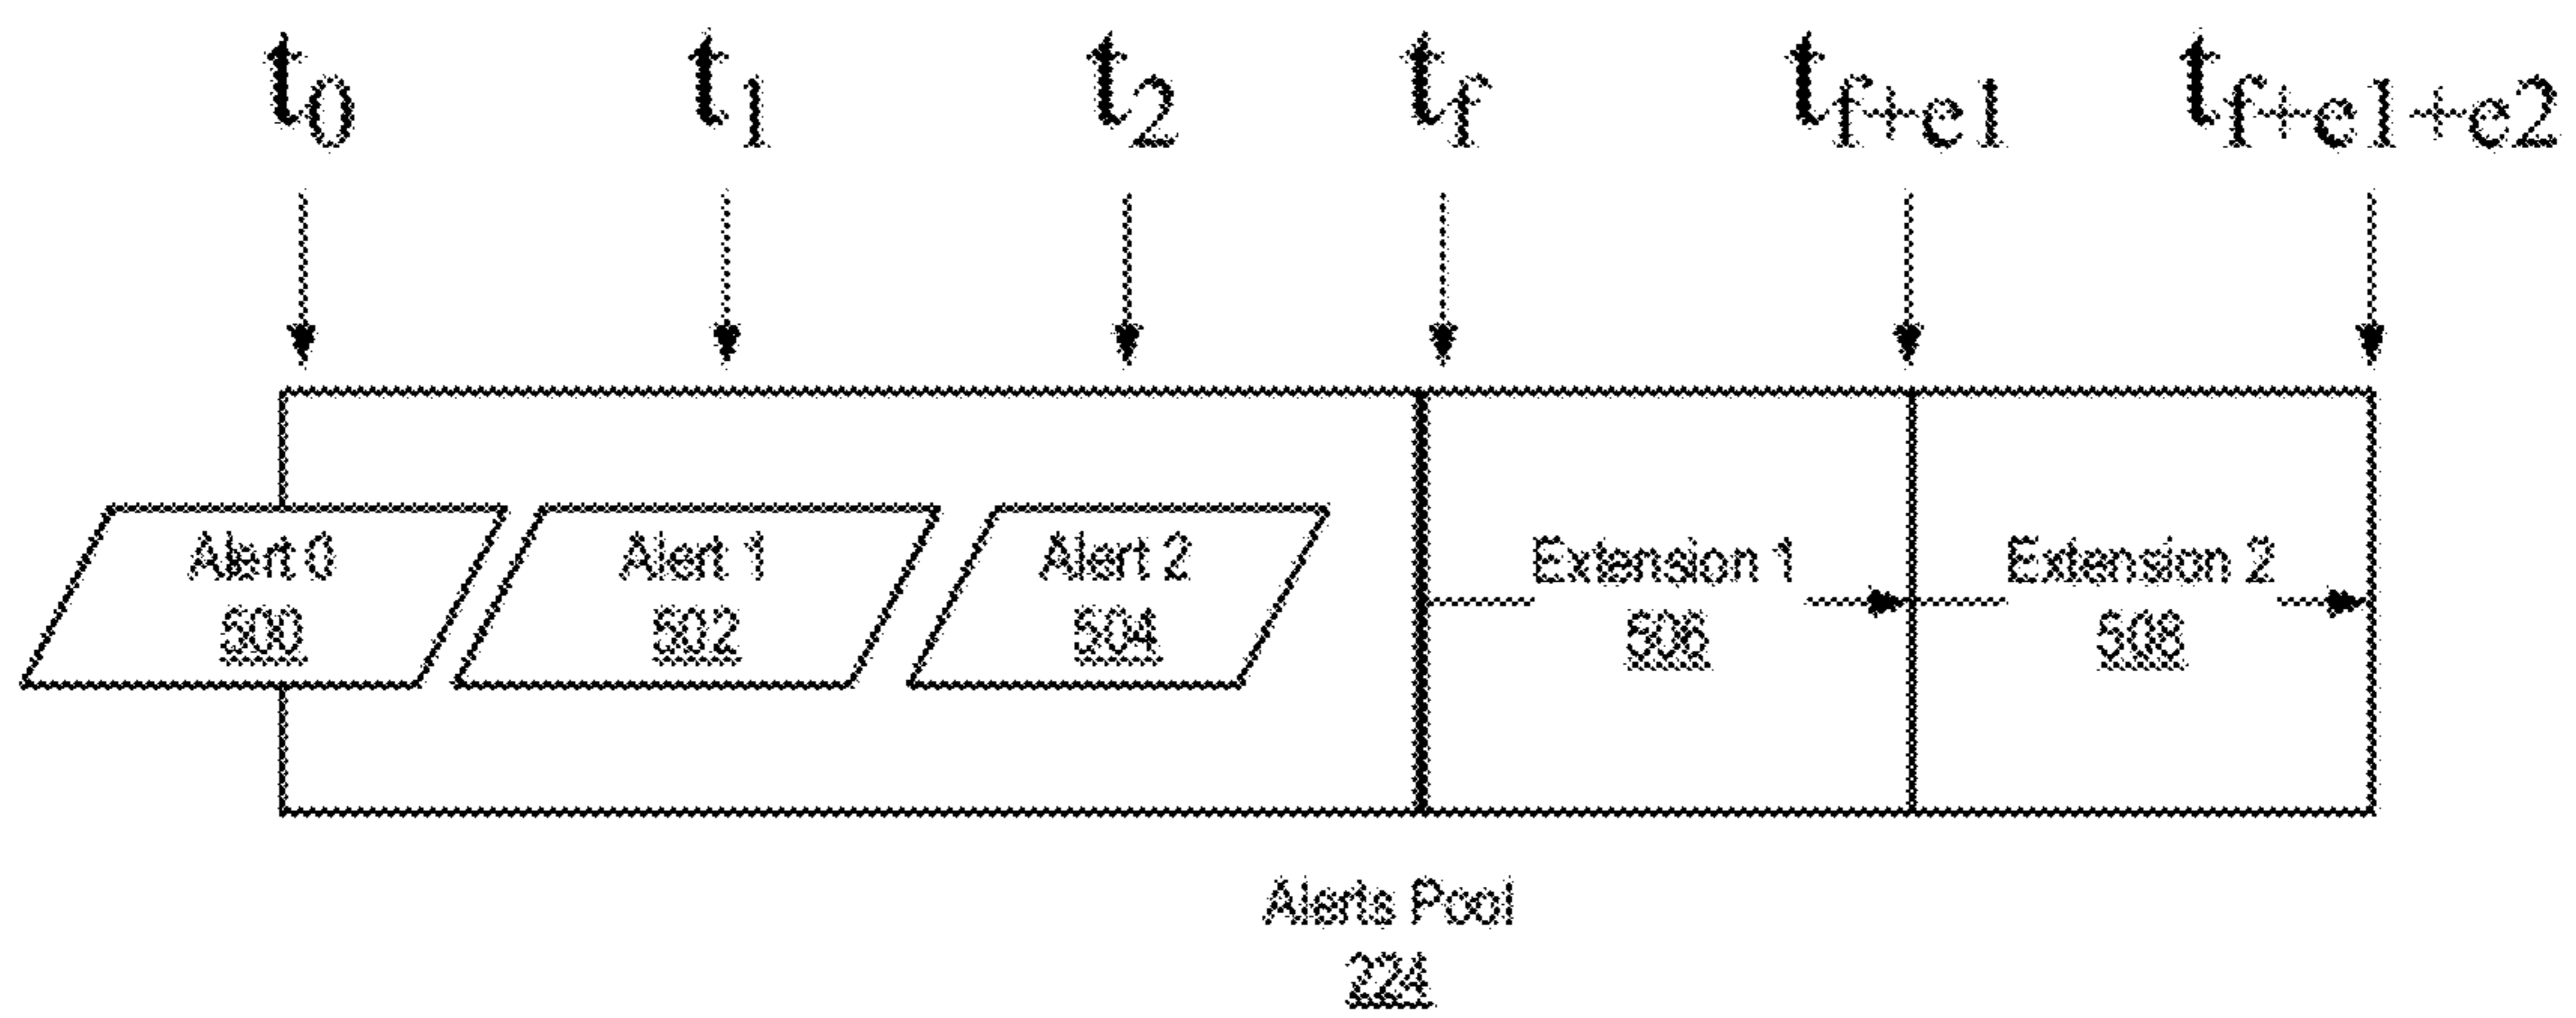 t0 t1 t2 tf tf+e1 tf+e1+e2
Alert 0
500
Alert 1
502
Alert 2
504
Extension 1
506
Extension 2
508
Alerts Pool
224